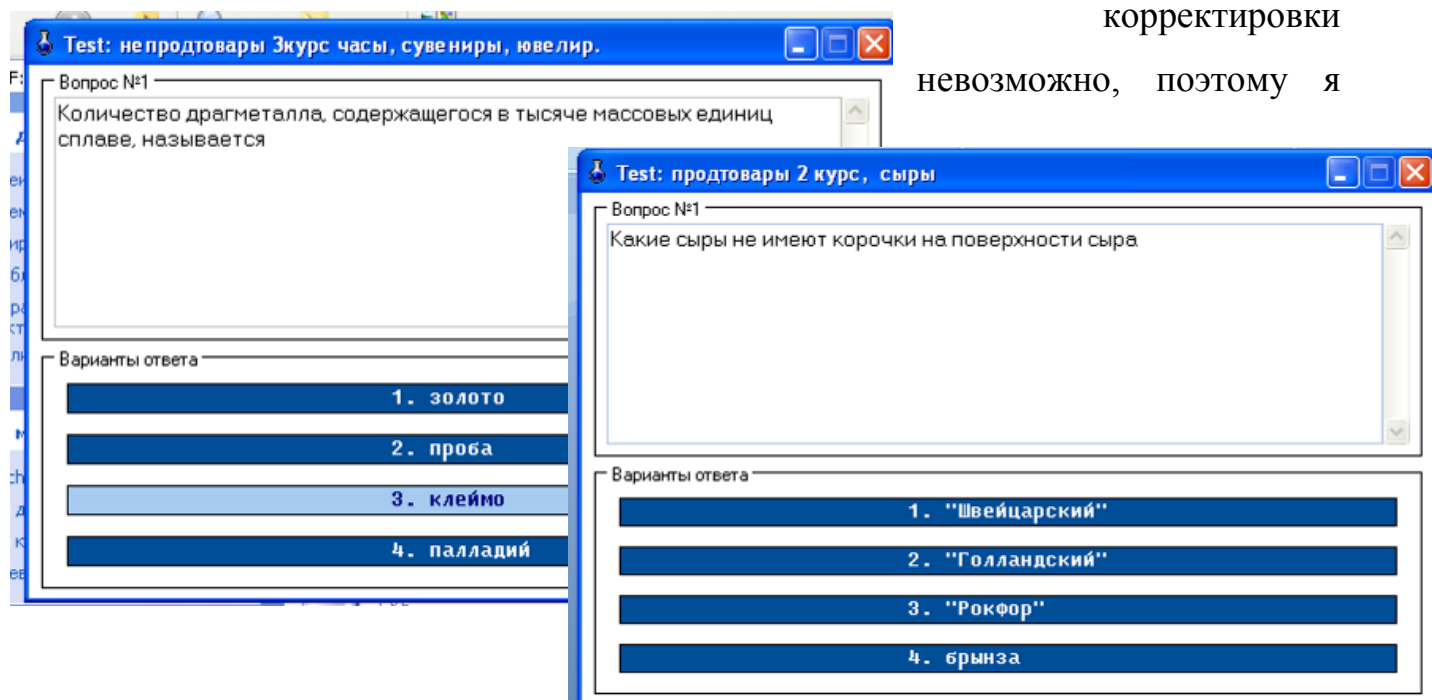 корректировки
невозможно, поэтому я
Test: непродтовары 3курс часы, сувениры, ювелир.
Вопрос №1
Количество драгметалла, содержащегося в тысяче массовых единиц
сплаве, называется
Варианты ответа
1. золото
2. проба
3. клеймо
4. палладий
Test: продтовары 2 курс, сыры
Вопрос №1
Какие сыры не имеют корочки на поверхности сыра
Варианты ответа
1. "Швейцарский"
2. "Голландский"
3. "Рокфор"
4. брынза